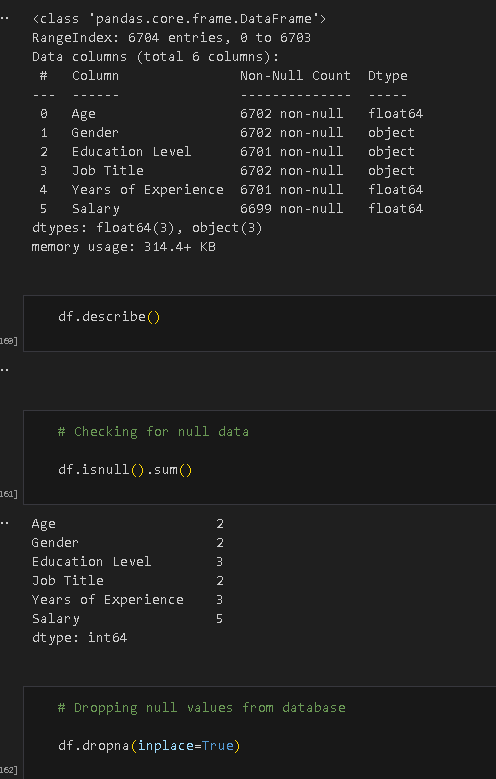 <class 'pandas.core.frame.DataFrame'>
RangeIndex: 6704 entries, 0 to 6703
Data columns (total 6 columns):
 #   Column               Non-Null Count  Dtype
---  ------               --------------  -----
 0   Age                  6702 non-null   float64
 1   Gender               6702 non-null   object
 2   Education Level      6701 non-null   object
 3   Job Title            6702 non-null   object
 4   Years of Experience  6701 non-null   float64
 5   Salary               6699 non-null   float64
dtypes: float64(3), object(3)
memory usage: 314.4+ KB
df.describe()
160]
# Checking for null data
df.isnull().sum()
161]
Age                    2
Gender                 2
Education Level        3
Job Title              2
Years of Experience    3
Salary                 5
dtype: int64
# Dropping null values from database
df.dropna(inplace=True)
162]